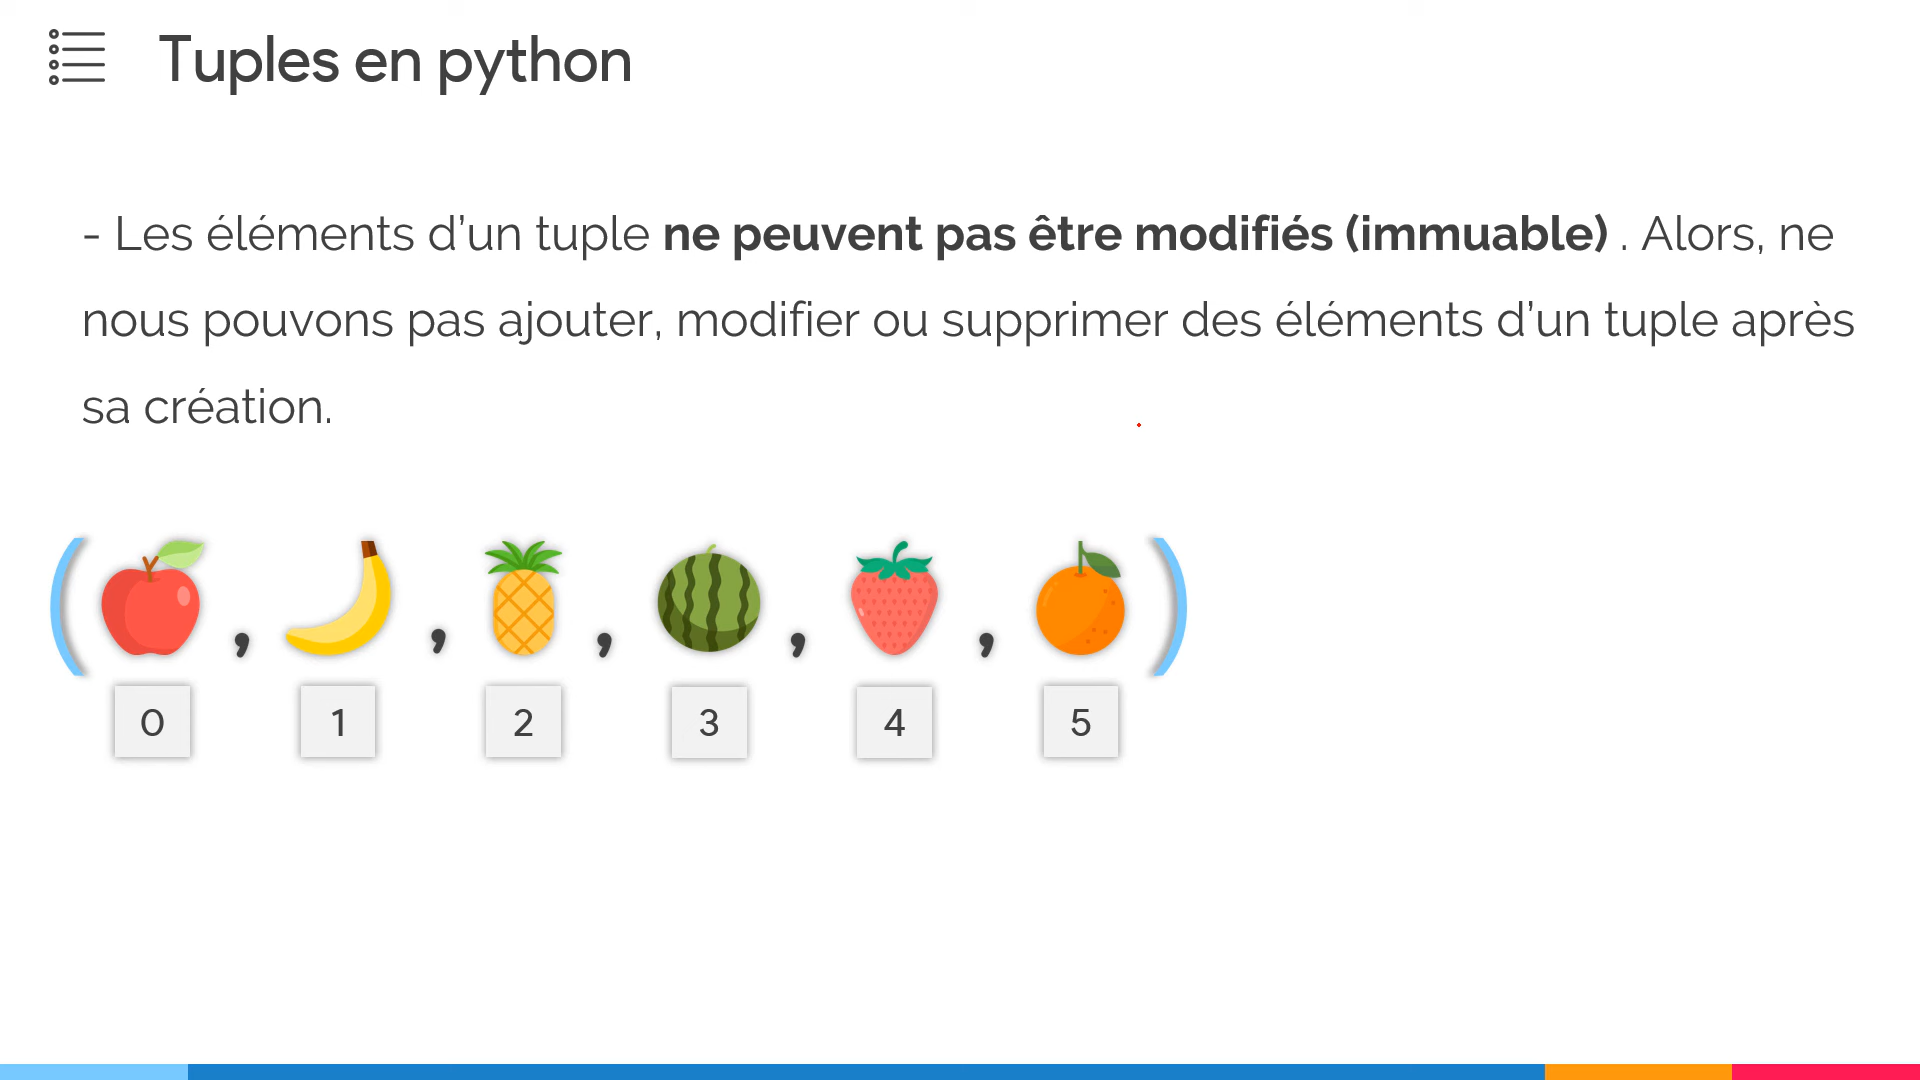 Tuples en python
- Les éléments d’un tuple ne peuvent pas être modifiés (immuable) . Alors, ne
nous pouvons pas ajouter, modifier ou supprimer des éléments d’un tuple après
sa création.
( , , , , , )
0 1 2 3 4 5